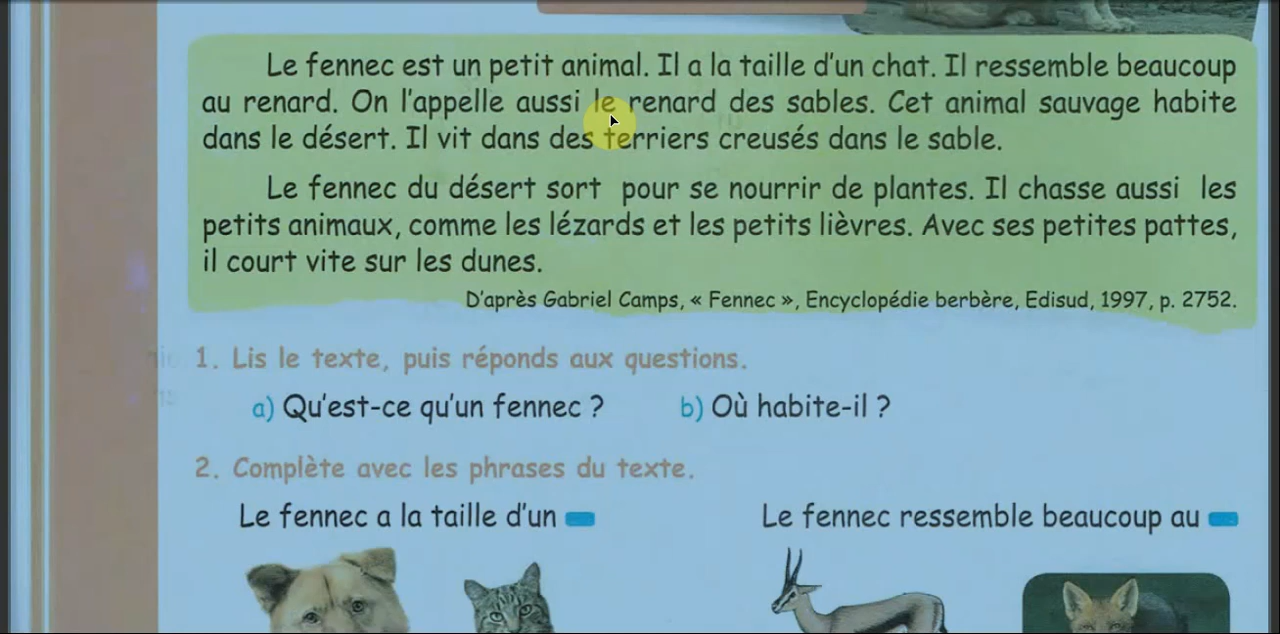 Le fennec est un petit animal. Il a la taille d'un chat. Il ressemble beaucoup
au renard. On l'appelle aussi le renard des sables. Cet animal sauvage habite
dans le désert. Il vit dans des terriers creusés dans le sable.
Le fennec du désert sort pour se nourrir de plantes. Il chasse aussi les
petits animaux, comme les lézards et les petits lièvres. Avec ses petites pattes,
il court vite sur les dunes.
D'après Gabriel Camps, « Fennec », Encyclopédie berbère, Edisud, 1997, p. 2752.
1. Lis le texte, puis réponds aux questions.
a) Qu'est-ce qu'un fennec ? b) Où habite-il ?
2. Complète avec les phrases du texte.
Le fennec a la taille d'un
Le fennec ressemble beaucoup au